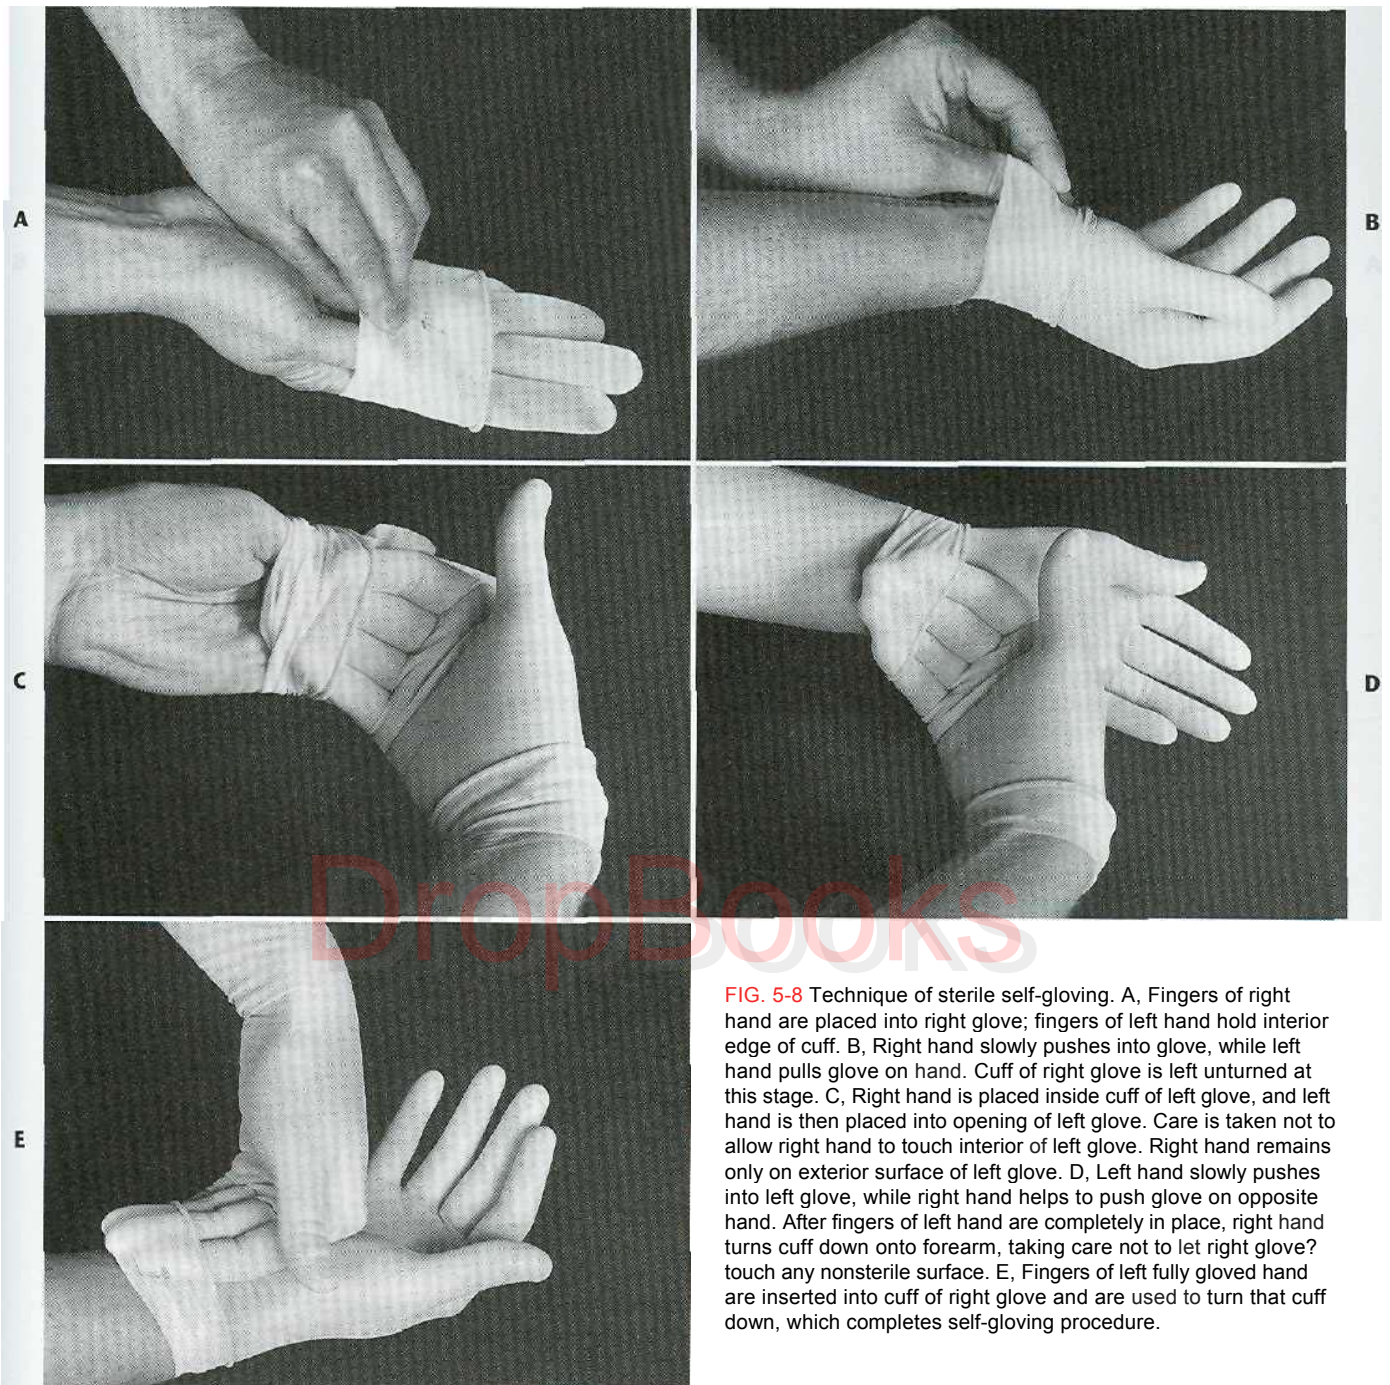 A
B
C
D
DropBooks
E
FIG. 5-8 Technique of sterile self-gloving. A, Fingers of right
hand are placed into right glove; fingers of left hand hold interior
edge of cuff. B, Right hand slowly pushes into glove, while left
hand pulls glove on hand. Cuff of right glove is left unturned at
this stage. C, Right hand is placed inside cuff of left glove, and left
hand is then placed into opening of left glove. Care is taken not to
allow right hand to touch interior of left glove. Right hand remains
only on exterior surface of left glove. D, Left hand slowly pushes
into left glove, while right hand helps to push glove on opposite
hand. After fingers of left hand are completely in place, right hand
turns cuff down onto forearm, taking care not to let right glove?
touch any nonsterile surface. E, Fingers of left fully gloved hand
are inserted into cuff of right glove and are used to turn that cuff
down, which completes self-gloving procedure.